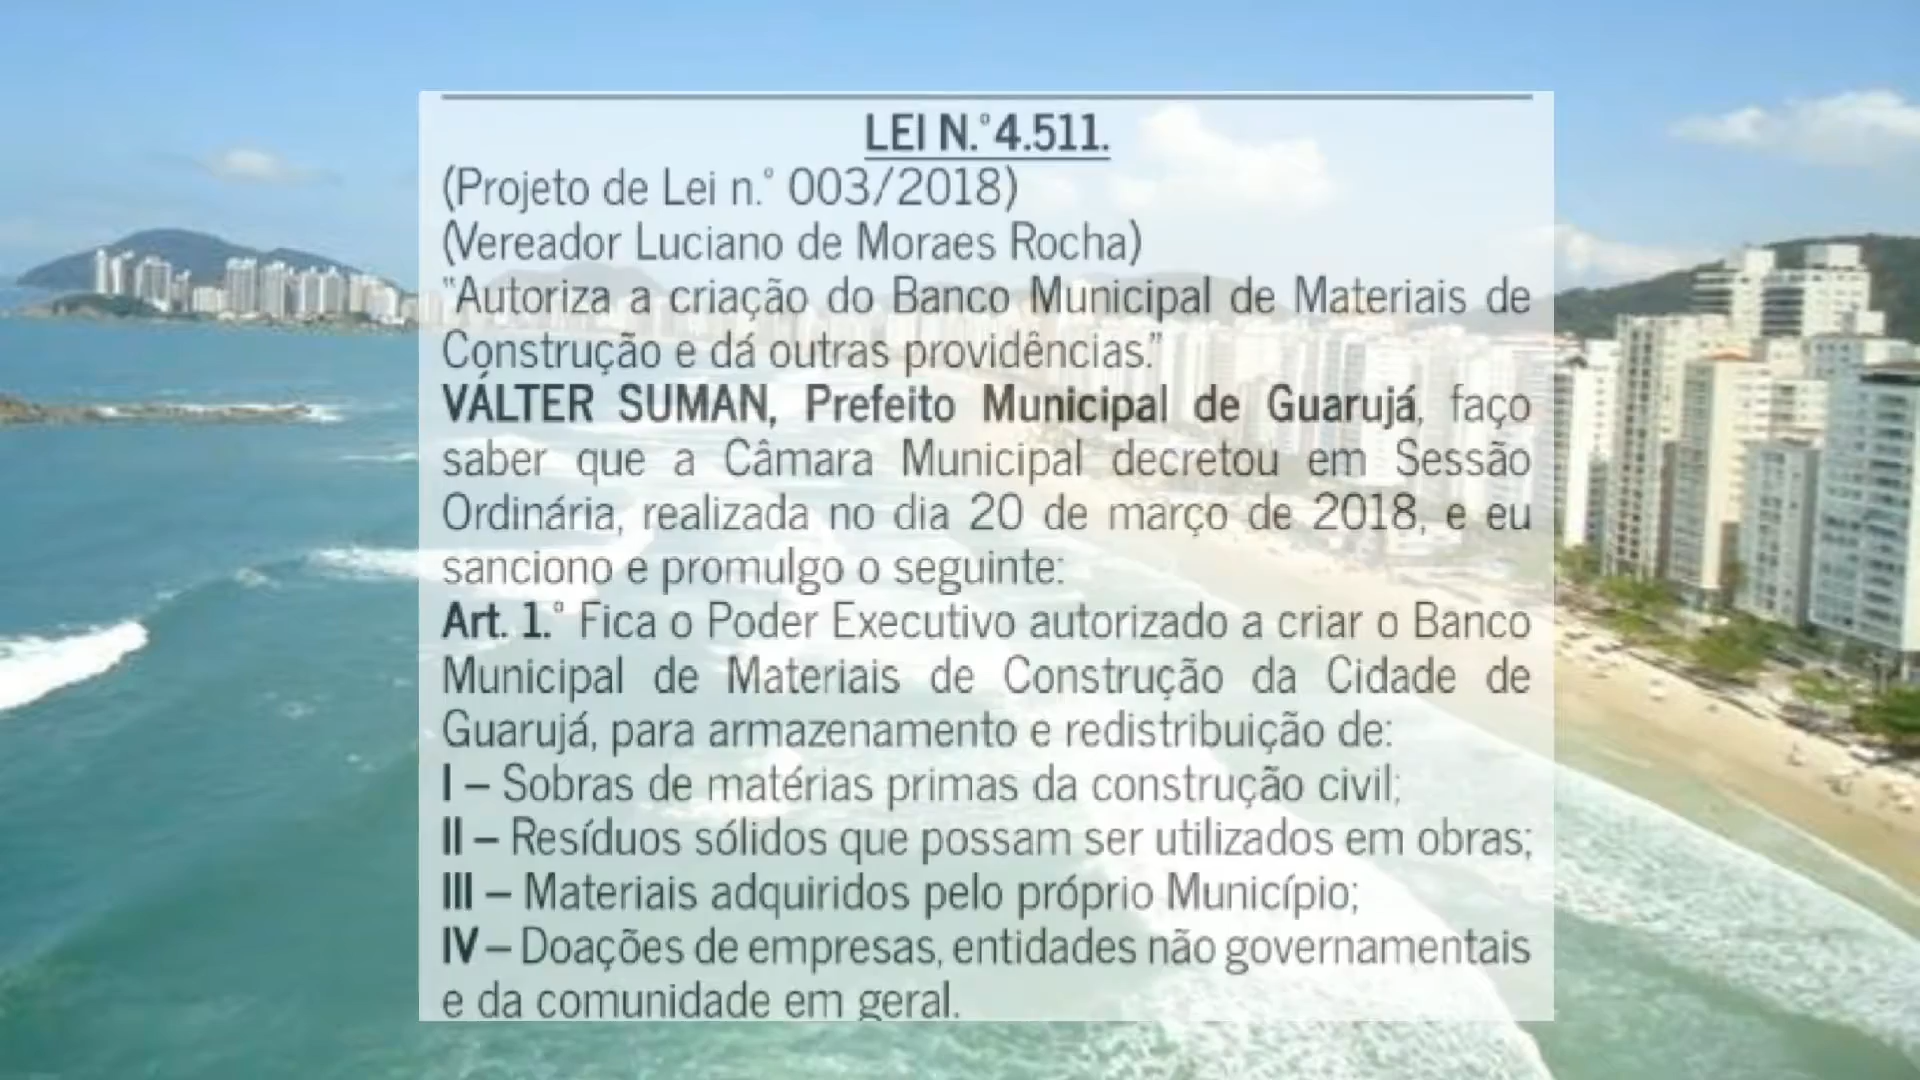 LEI N.º 4.511.
(Projeto de Lei n.º 003/2018)
(Vereador Luciano de Moraes Rocha)
"Autoriza a criação do Banco Municipal de Materiais de
Construção e dá outras providências."
VÁLTER SUMAN, Prefeito Municipal de Guarujá, faço
saber que a Câmara Municipal decretou em Sessão
Ordinária, realizada no dia 20 de março de 2018, e eu
sanciono e promulgo o seguinte:
Art. 1.º Fica o Poder Executivo autorizado a criar o Banco
Municipal de Materiais de Construção da Cidade de
Guarujá, para armazenamento e redistribuição de:
I – Sobras de matérias primas da construção civil;
II – Resíduos sólidos que possam ser utilizados em obras;
III – Materiais adquiridos pelo próprio Município;
IV – Doações de empresas, entidades não governamentais
e da comunidade em geral.